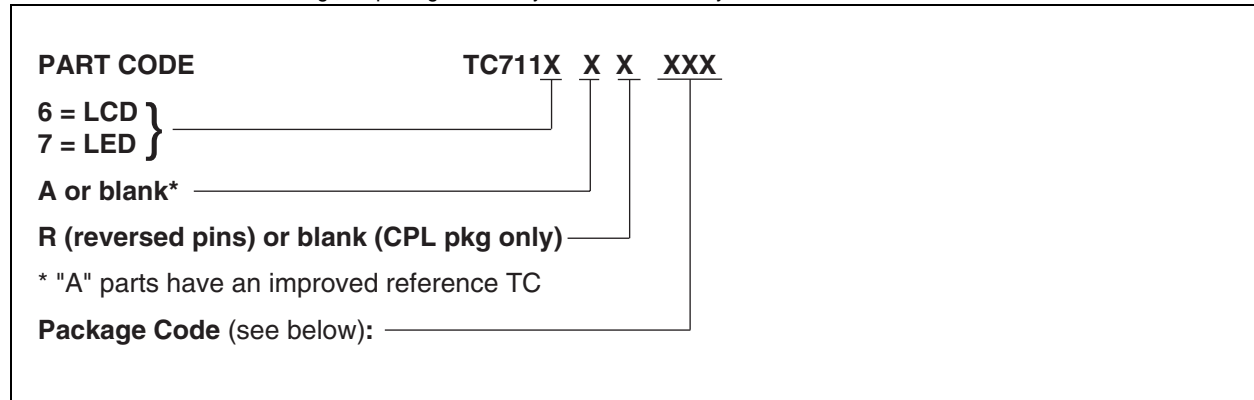 PART CODE TC711X X X XXX
6 = LCD }
7 = LED
A or blank*
R (reversed pins) or blank (CPL pkg only)
* "A" parts have an improved reference TC
Package Code (see below):